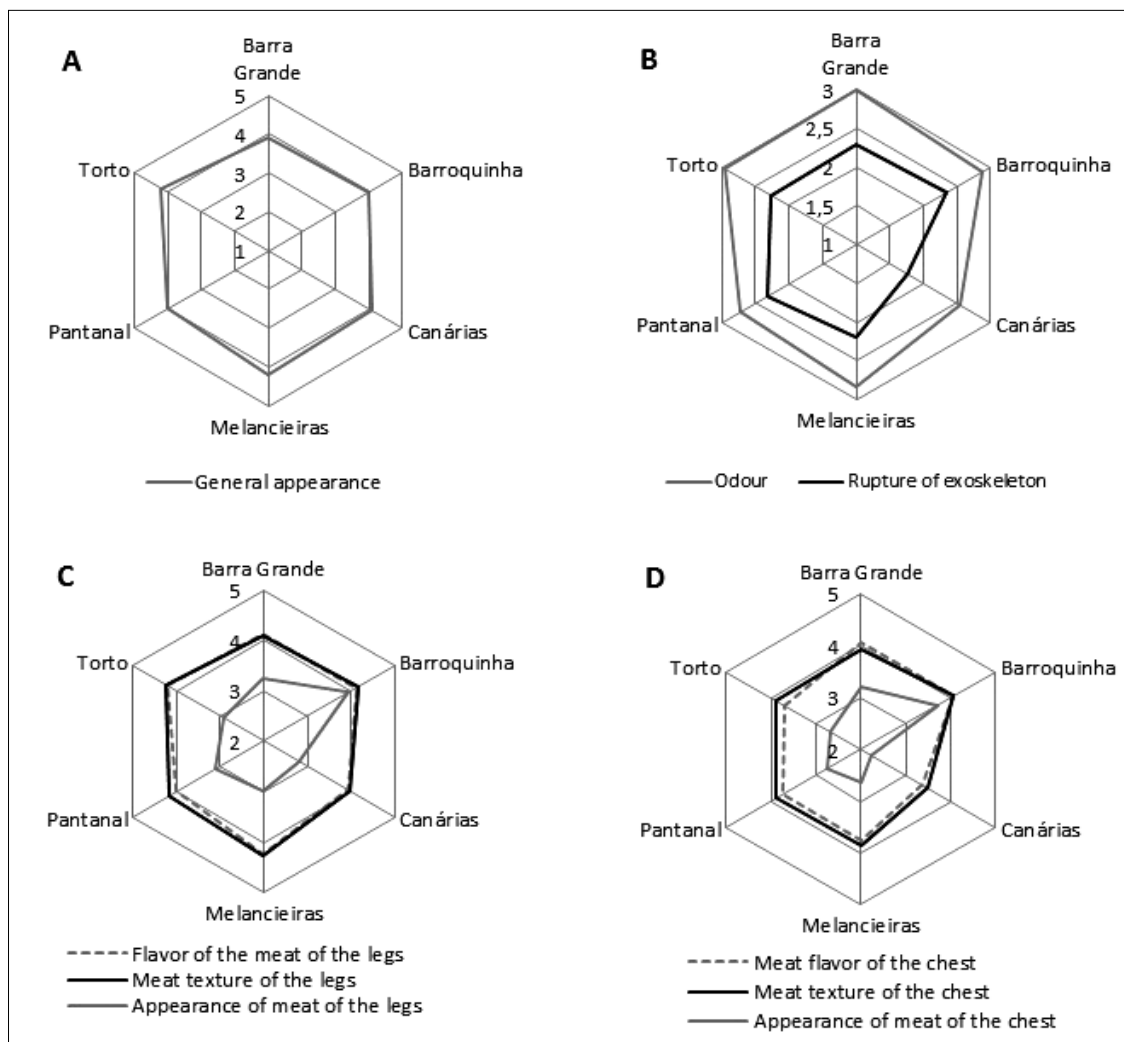 A
Barra
Grande
5
4
3
2
1
Torto
Barroquinha
Pantanal
Canárias
Melancieiras
General appearance
B
Barra
Grande
3
2,5
2
1,5
1
Torto
Barroquinha
Pantanal
Canárias
Melancieiras
Odour
Rupture of exoskeleton
C
Barra Grande
5
4
3
2
Torto
Barroquinha
Pantanal
Canárias
Melancieiras
Flavor of the meat of the legs
Meat texture of the legs
Appearance of meat of the legs
D
Barra Grande
5
4
3
2
Torto
Barroquinha
Pantanal
Canárias
Melancieiras
Meat flavor of the chest
Meat texture of the chest
Appearance of meat of the chest